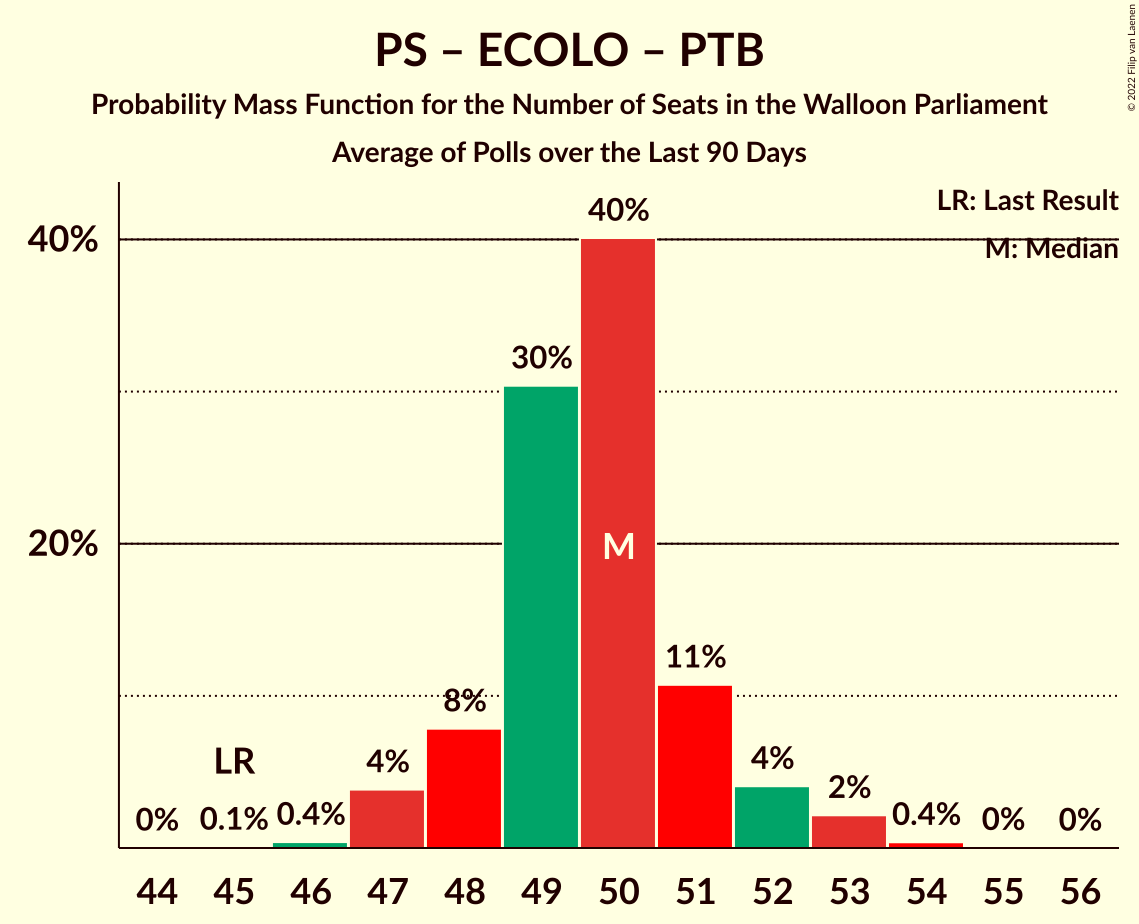 PS – ECOLO – PTB
Probability Mass Function for the Number of Seats in the Walloon Parliament
Average of Polls over the Last 90 Days
© 2022 Filip van Laenen
LR: Last Result
M: Median
40%
20%
0%
0.1%
LR
0.4%
4%
8%
30%
40%
M
11%
4%
2%
0.4%
0%
0%
44 45 46 47 48 49 50 51 52 53 54 55 56